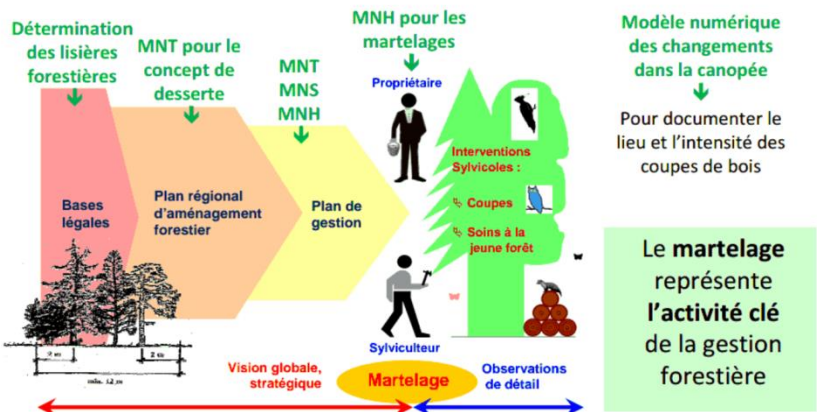 Détermination
des lisières
forestières
MNT pour le
concept de
desserte
MNT
MNS
MNH
MNH pour les
martelages
Propriétaire
Modèle numérique
des changements
dans la canopée
Pour documenter le
lieu et l'intensité des
coupes de bois
Bases
légales
Plan régional
d'aménagement
forestier
Plan de
gestion
Interventions
Sylvicoles :
Coupes
Soins à la
jeune forêt
Sylviculteur
2 m
min. 12 m
Vision globale,
stratégique
Martelage
Observations
de détail
Le martelage
représente
l'activité clé
de la gestion
forestière